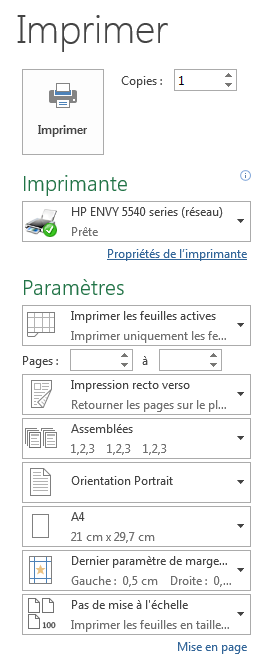 Imprimer
Copies : 1
Imprimer
Imprimante
HP ENVY 5540 series (réseau)
Prête
Propriétés de l'imprimante
Paramètres
Imprimer les feuilles actives
Imprimer uniquement les fe...
Pages : à
Impression recto verso
Retourner les pages sur le pl...
Assemblées
1,2,3 1,2,3 1,2,3
Orientation Portrait
A4
21 cm x 29,7 cm
Dernier paramètre de marge...
Gauche : 0,5 cm Droite : 0,...
Pas de mise à l'échelle
Imprimer les feuilles en taille...
100
Mise en page